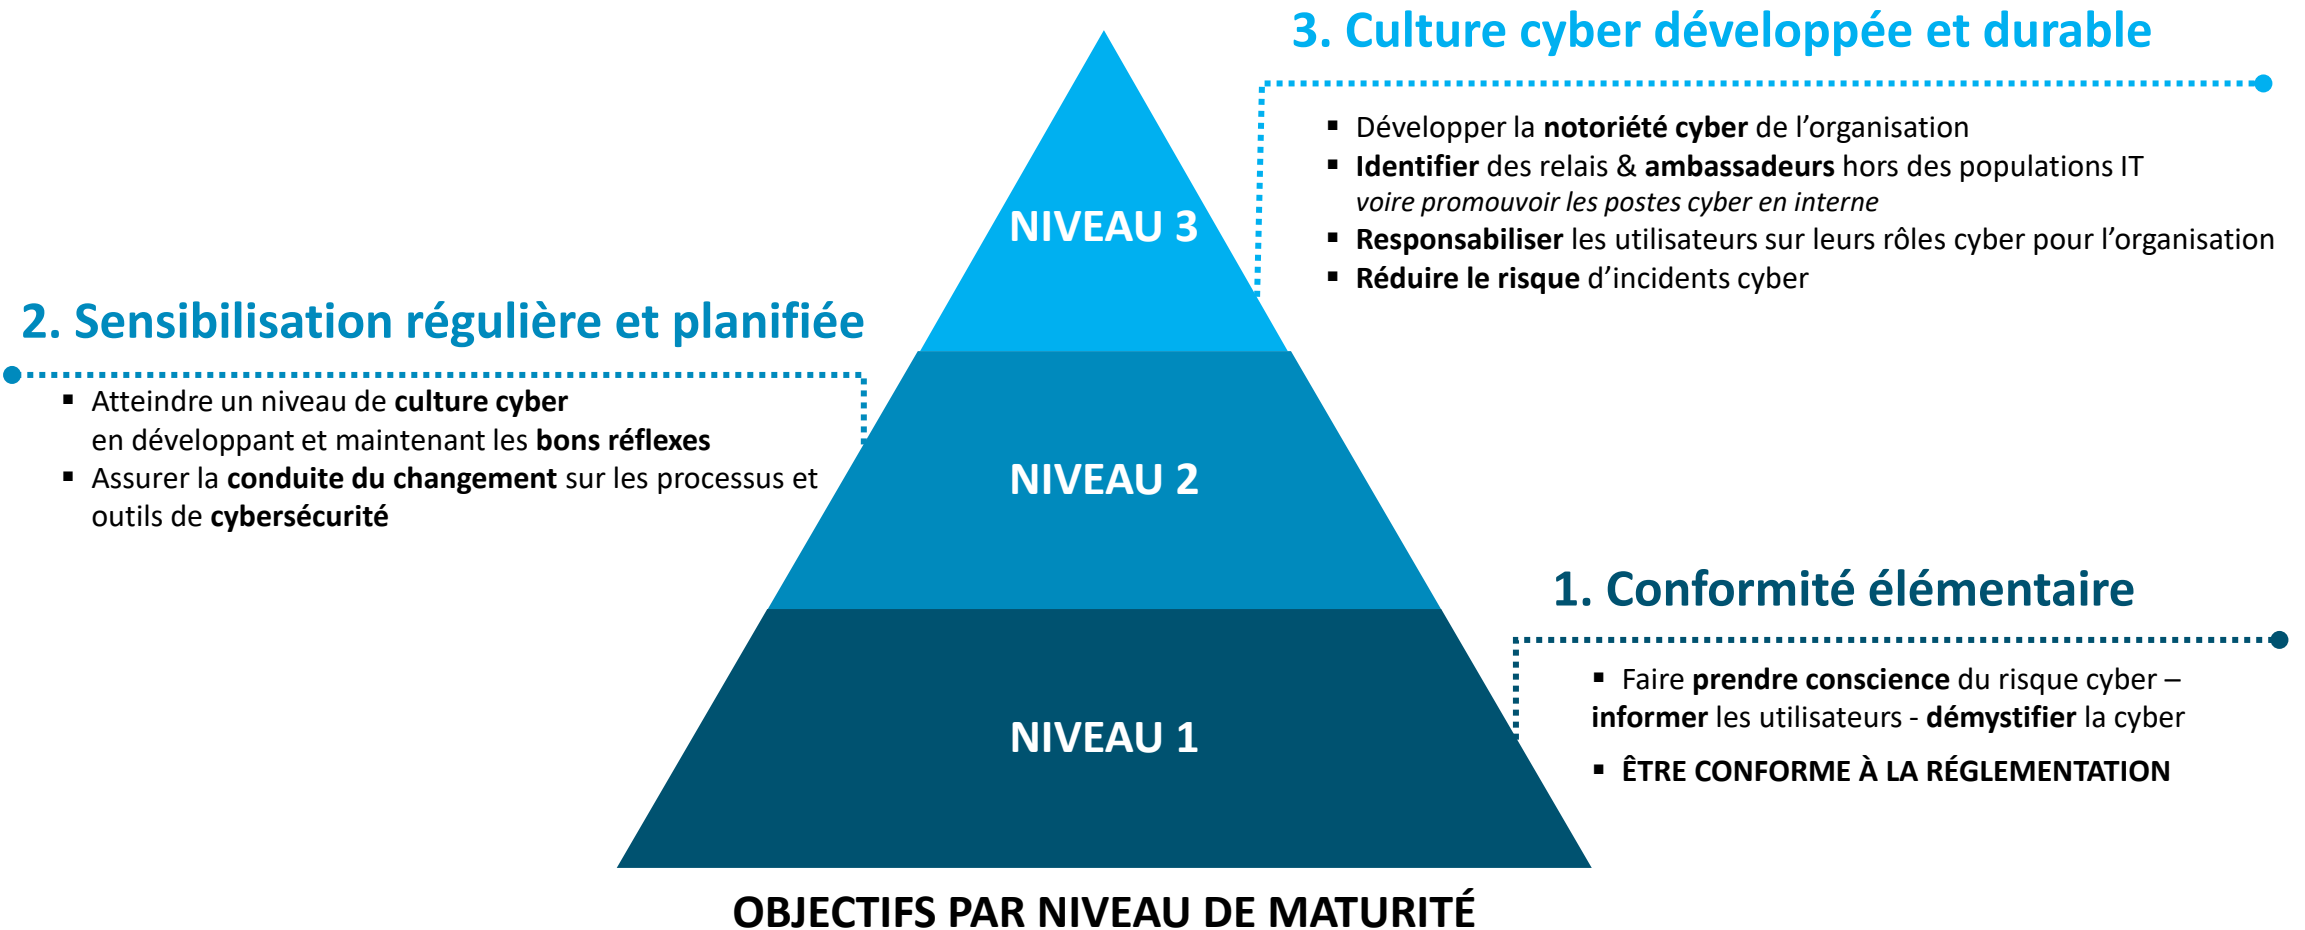 3. Culture cyber développée et durable
▪ Développer la notoriété cyber de l’organisation
▪ Identifier des relais & ambassadeurs hors des populations IT
voire promouvoir les postes cyber en interne
▪ Responsabiliser les utilisateurs sur leurs rôles cyber pour l’organisation
▪ Réduire le risque d’incidents cyber
NIVEAU 3
2. Sensibilisation régulière et planifiée
▪ Atteindre un niveau de culture cyber
en développant et maintenant les bons réflexes
▪ Assurer la conduite du changement sur les processus et
outils de cybersécurité
NIVEAU 2
1. Conformité élémentaire
▪ Faire prendre conscience du risque cyber –
informer les utilisateurs - démystifier la cyber
▪ ÊTRE CONFORME À LA RÉGLEMENTATION
NIVEAU 1
OBJECTIFS PAR NIVEAU DE MATURITÉ